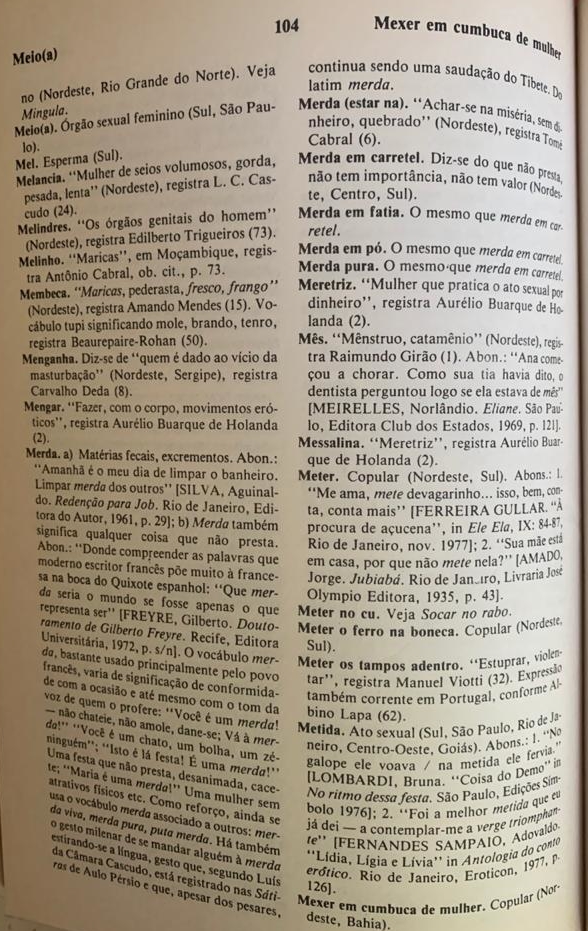 Meio(a)
104
Mexer em cumbuca de mulher
no (Nordeste, Rio Grande do Norte). Veja
Mingula.
Meio(a). Órgão sexual feminino (Sul, São Pau-
lo).
Mel. Esperma (Sul).
Melancia. "Mulher de seios volumosos, gorda,
pesada, lenta" (Nordeste), registra L. C. Cas-
cudo (24).
Melindres. "Os órgãos genitais do homem"
(Nordeste), registra Edilberto Trigueiros (73).
Melinho. "Maricas", em Moçambique, regis-
tra Antônio Cabral, ob. cit., p. 73.
Membeca. "Maricas, pederasta, fresco, frango"
(Nordeste), registra Amando Mendes (15). Vo-
cábulo tupi significando mole, brando, tenro,
registra Beaurepaire-Rohan (50).
Menganha. Diz-se de "quem é dado ao vício da
masturbação" (Nordeste, Sergipe), registra
Carvalho Deda (8).
Mengar. "Fazer, com o corpo, movimentos eró-
ticos", registra Aurélio Buarque de Holanda
(2).
Merda. a) Matérias fecais, excrementos. Abon.:
"Amanhã é o meu dia de limpar o banheiro.
Limpar merda dos outros" [SILVA, Aguinal-
do. Redenção para Job. Rio de Janeiro, Edi-
tora do Autor, 1961, p. 29]; b) Merda também
significa qualquer coisa que não presta.
Abon.: "Donde compreender as palavras que
moderno escritor francês põe muito à france-
sa na boca do Quixote espanhol: "Que mer-
da seria o mundo se fosse apenas o que
representa ser" [FREYRE, Gilberto. Douto-
ramento de Gilberto Freyre. Recife, Editora
Universitária, 1972, p. s/n]. O vocábulo mer-
da, bastante usado principalmente pelo povo
francês, varia de significação de conformida-
de com a ocasião e até mesmo com o tom da
voz de quem o profere: "Você é um merda!
— não chateie, não amole, dane-se; Vá à mer-
da!" "Você é um chato, um bolha, um zé-
ninguém"; "Isto é lá festa! É uma merda!"
Uma festa que não presta, desanimada, cace-
te; "Maria é uma merda!" Uma mulher sem
atrativos físicos etc. Como reforço, ainda se
usa o vocábulo merda associado a outros: mer-
da viva, merda pura, puta merda. Há também
o gesto milenar de se mandar alguém à merda
estirando-se a língua, gesto que, segundo Luís
da Câmara Cascudo, está registrado nas Sáti-
ras de Aulo Pérsio e que, apesar dos pesares,
continua sendo uma saudação do Tibete. Do
latim merda.
Merda (estar na). "Achar-se na miséria, sem di-
nheiro, quebrado" (Nordeste), registra Tomé
Cabral (6).
Merda em carretel. Diz-se do que não presta,
não tem importância, não tem valor (Nordes-
te, Centro, Sul).
Merda em fatia. O mesmo que merda em car-
retel.
Merda em pó. O mesmo que merda em carretel.
Merda pura. O mesmo que merda em carretel.
Meretriz. "Mulher que pratica o ato sexual por
dinheiro", registra Aurélio Buarque de Ho-
landa (2).
Mês. "Mênstruo, catamênio" (Nordeste), regis-
tra Raimundo Girão (1). Abon.: "Ana come-
çou a chorar. Como sua tia havia dito, o
dentista perguntou logo se ela estava de mês"
[MEIRELLES, Norlândio. Eliane. São Pau-
lo, Editora Club dos Estados, 1969, p. 121].
Messalina. "Meretriz", registra Aurélio Buar-
que de Holanda (2).
Meter. Copular (Nordeste, Sul). Abons.: 1.
"Me ama, mete devagarinho... isso, bem, con-
ta, conta mais" [FERREIRA GULLAR. "À
procura de açucena", in Ele Ela, IX: 84-87,
Rio de Janeiro, nov. 1977]; 2. "Sua mãe está
em casa, por que não mete nela?" [AMADO,
Jorge. Jubiabá. Rio de Janeiro, Livraria José
Olympio Editora, 1935, p. 43].
Meter no cu. Veja Socar no rabo.
Meter o ferro na boneca. Copular (Nordeste,
Sul).
Meter os tampos adentro. "Estuprar, violen-
tar", registra Manuel Viotti (32). Expressão
também corrente em Portugal, conforme Al-
bino Lapa (62).
Metida. Ato sexual (Sul, São Paulo, Rio de Ja-
neiro, Centro-Oeste, Goiás). Abons.: 1. "No
galope ele voava / na metida ele fervia."
[LOMBARDI, Bruna. "Coisa do Demo" in
No ritmo dessa festa. São Paulo, Edições Sím-
bolo 1976]; 2. "Foi a melhor metida que eu
já dei — a contemplar-me a verge triomphan-
te" [FERNANDES SAMPAIO, Adovaldo.
"Lídia, Lígia e Lívia" in Antologia do conto
erótico. Rio de Janeiro, Eroticon, 1977, p.
126].
Mexer em cumbuca de mulher. Copular (Nor-
deste, Bahia).